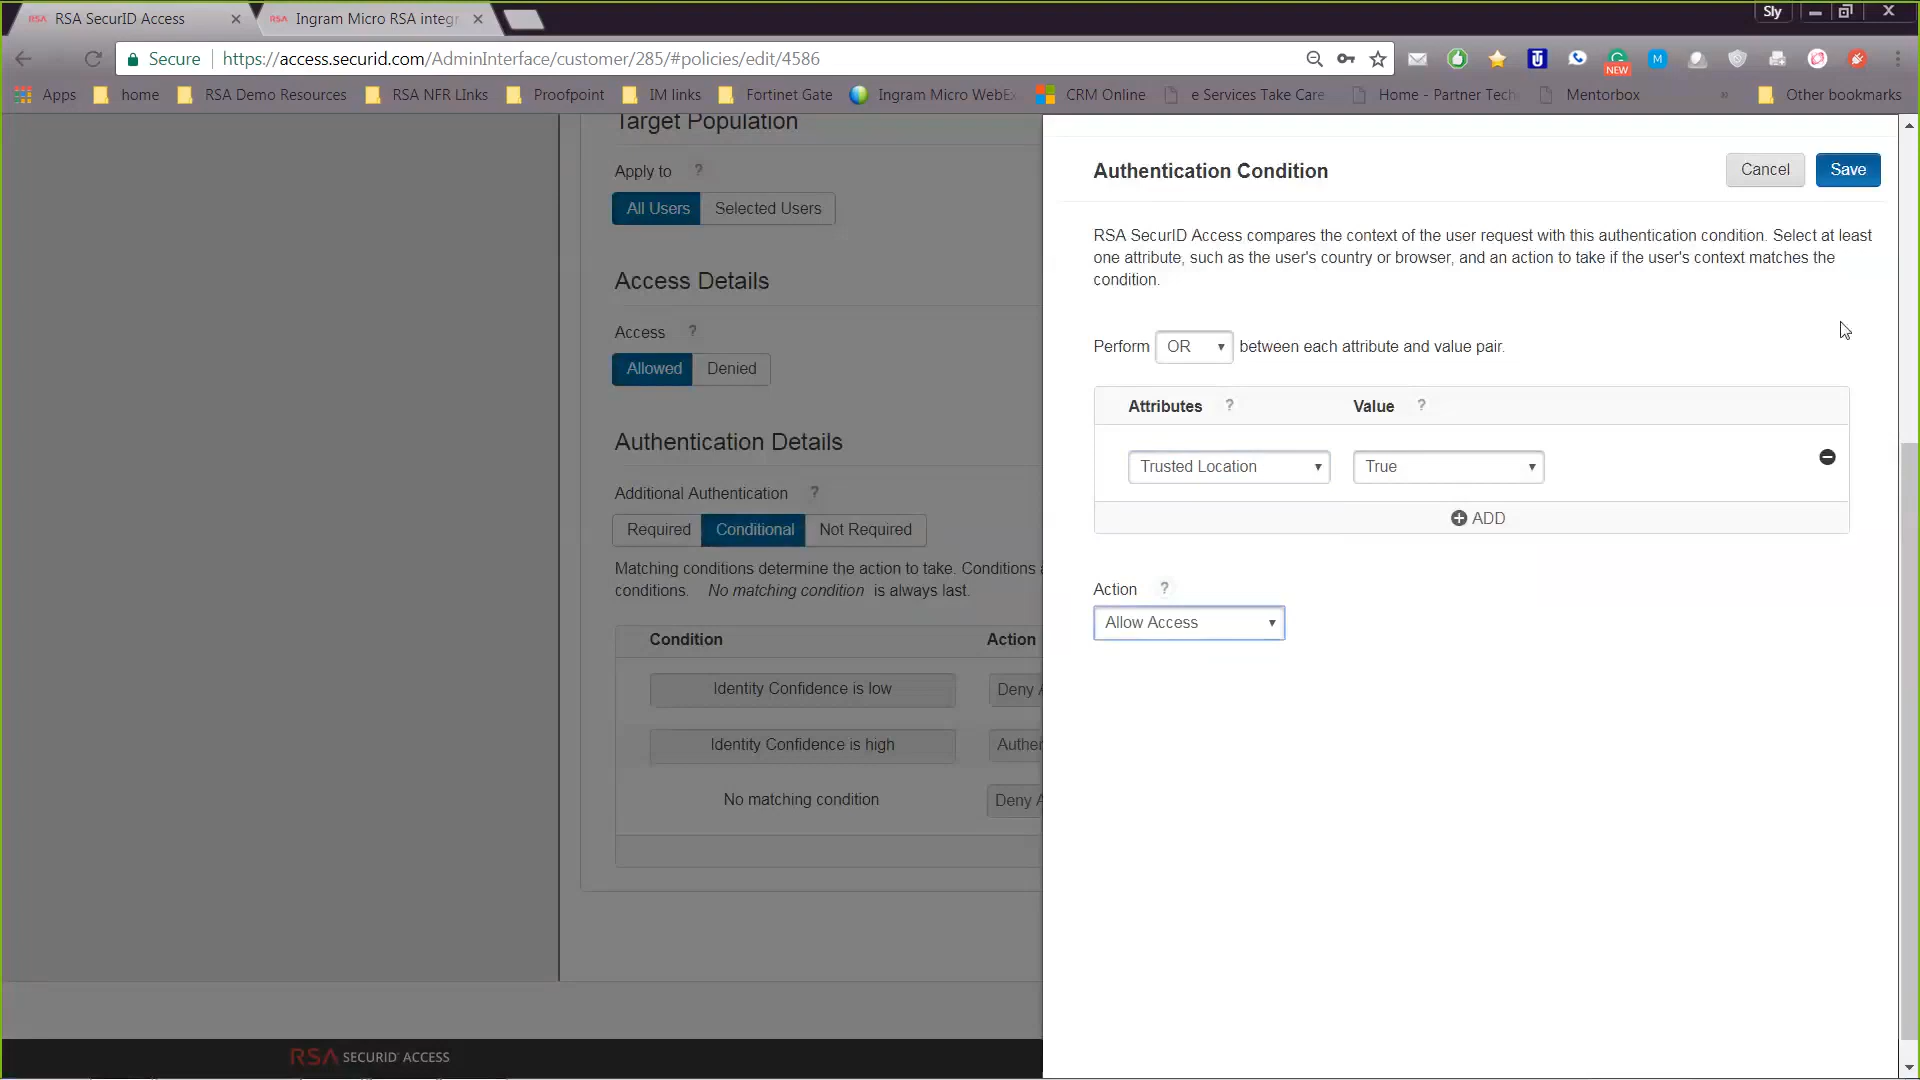 RSA SecurID Access
Ingram Micro RSA integr
Sly
Secure
https://access.securid.com/AdminInterface/customer/285/#policies/edit/4586
NEW
M
Apps
home
RSA Demo Resources
RSA NFR LInks
Proofpoint
IM links
Fortinet Gate
Ingram Micro WebEx
CRM Online
e Services Take Care
Home - Partner Tech
Mentorbox
»
Other bookmarks
Target Population
Apply to ?
All Users
Selected Users
Access Details
Access ?
Allowed
Denied
Authentication Details
Additional Authentication ?
Required
Conditional
Not Required
Matching conditions determine the action to take. Conditions
conditions. No matching condition is always last.
Condition
Action
Identity Confidence is low
Deny
Identity Confidence is high
Authen
No matching condition
Deny
RSA SECURID ACCESS
Authentication Condition
Cancel
Save
RSA SecurID Access compares the context of the user request with this authentication condition. Select at least
one attribute, such as the user's country or browser, and an action to take if the user's context matches the
condition.
Perform OR between each attribute and value pair.
Attributes ?
Value ?
Trusted Location
True
ADD
Action ?
Allow Access